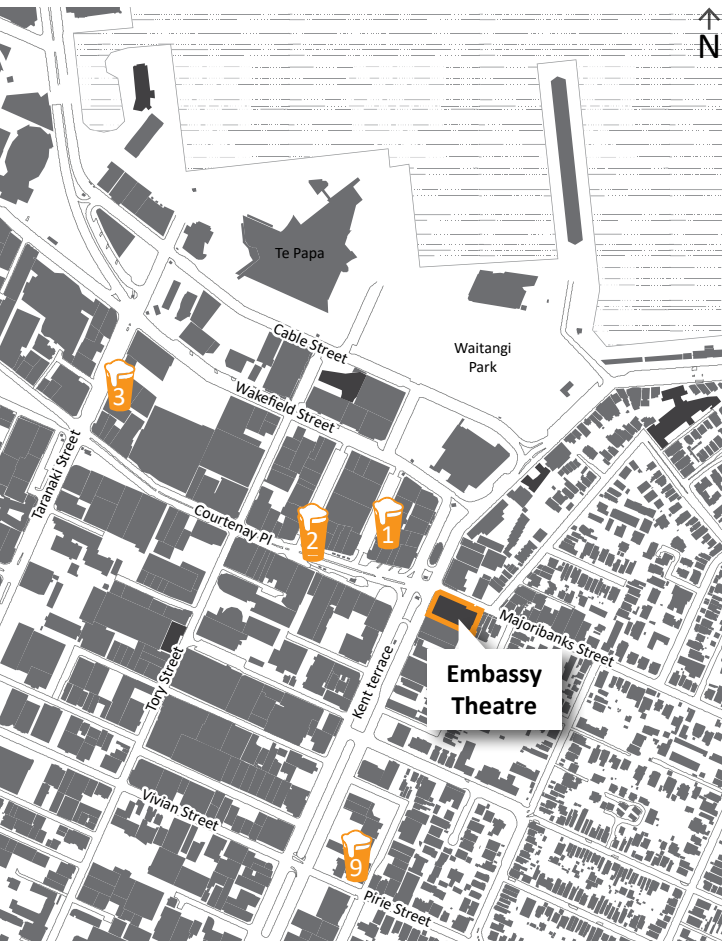 N
Te Papa
Cable Street
Waitangi
Park
Wakefield Street
3
Taranaki Street
Courtenay Pl
2
1
Majoribanks Street
Embassy
Theatre
Kent terrace
Tory Street
Vivian Street
9
Pirie Street